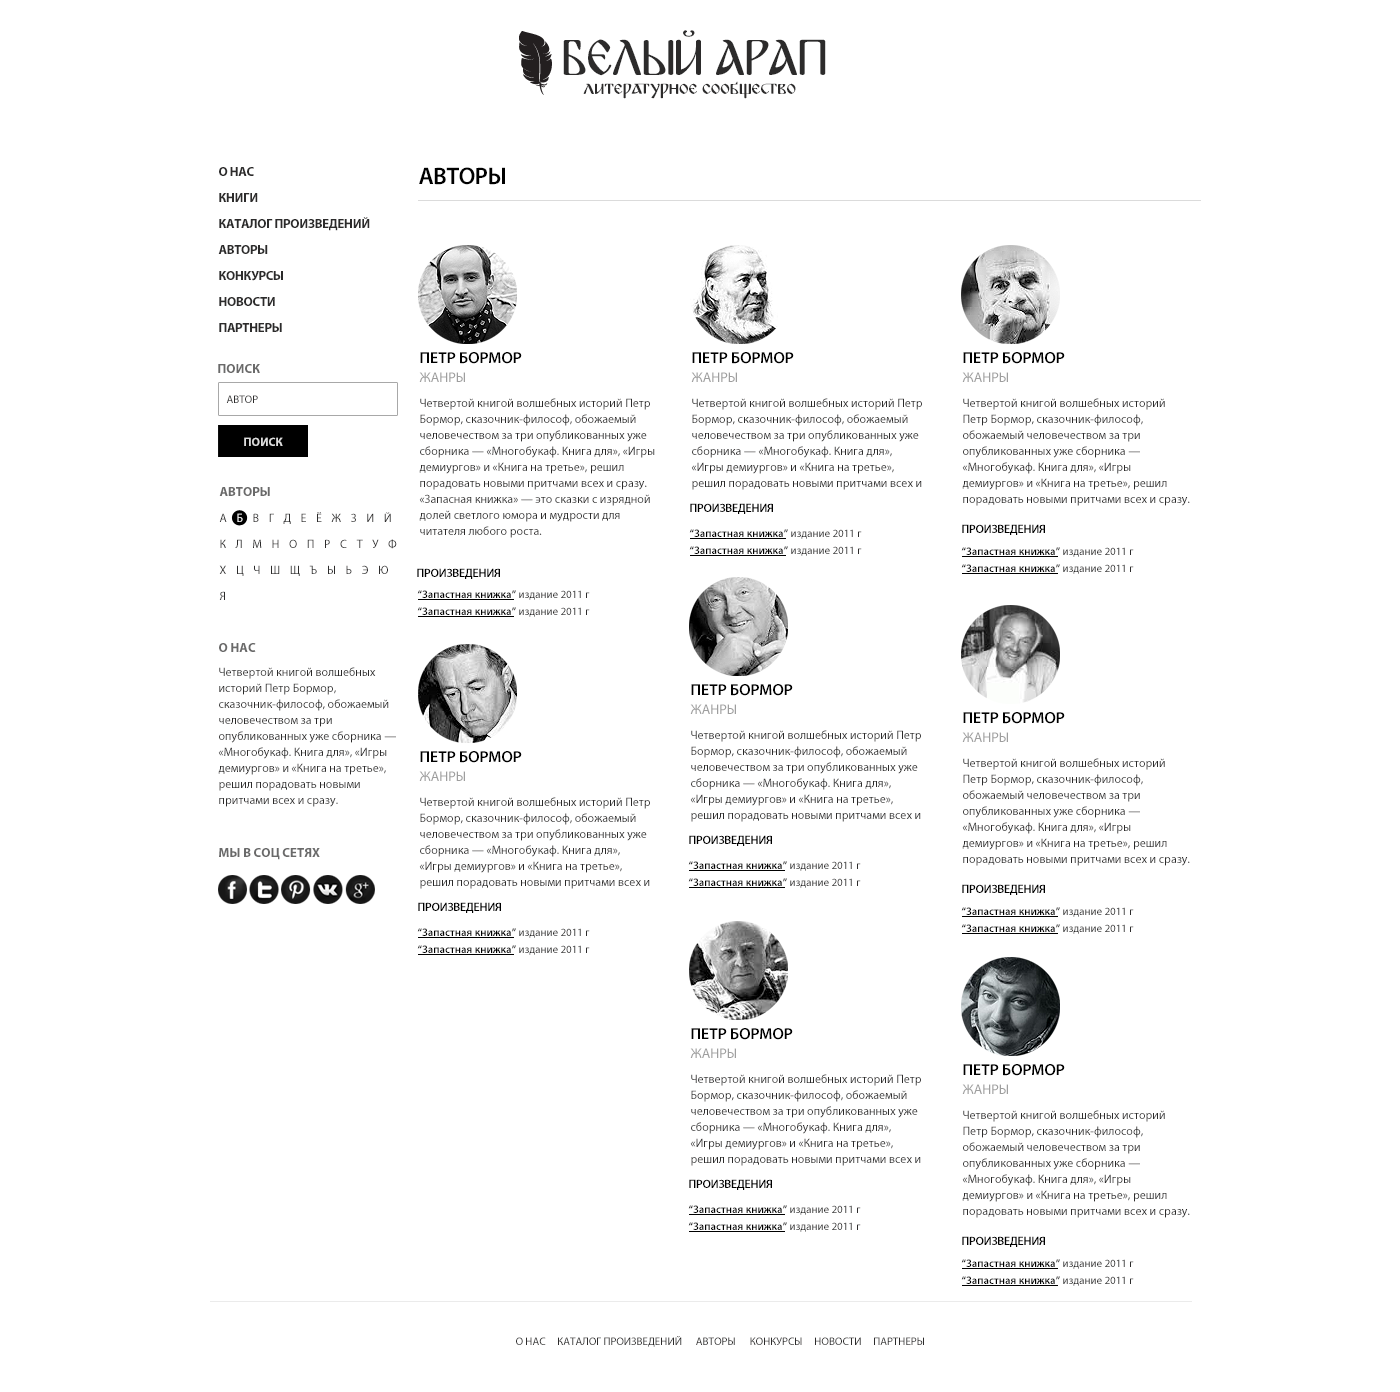 БЕЛЫЙ АРАП
литературное сообщество
О НАС
КНИГИ
КАТАЛОГ ПРОИЗВЕДЕНИЙ
АВТОРЫ
КОНКУРСЫ
НОВОСТИ
ПАРТНЕРЫ
ПОИСК
АВТОР
ПОИСК
АВТОРЫ
А Б В Г Д Е Ё Ж З И Й
К Л М Н О П Р С Т У Ф
Х Ц Ч Ш Щ Ъ Ы Ь Э Ю
Я
О НАС
Четвертой книгой волшебных
историй Петр Бормор,
сказочник-философ, обожаемый
человечеством за три
опубликованных уже сборника —
«Многобукаф. Книга для», «Игры
демиургов» и «Книга на третье»,
решил порадовать новыми
притчами всех и сразу.
МЫ В СОЦ СЕТЯХ
АВТОРЫ
ПЕТР БОРМОР
ЖАНРЫ
Четвертой книгой волшебных историй Петр
Бормор, сказочник-философ, обожаемый
человечеством за три опубликованных уже
сборника — «Многобукаф. Книга для», «Игры
демиургов» и «Книга на третье», решил
порадовать новыми притчами всех и сразу.
«Запасная книжка» — это сказки с изрядной
долей светлого юмора и мудрости для
читателя любого роста.
ПРОИЗВЕДЕНИЯ
“Запастная книжка” издание 2011 г
“Запастная книжка” издание 2011 г
ПЕТР БОРМОР
ЖАНРЫ
Четвертой книгой волшебных историй Петр
Бормор, сказочник-философ, обожаемый
человечеством за три опубликованных уже
сборника — «Многобукаф. Книга для»,
«Игры демиургов» и «Книга на третье»,
решил порадовать новыми притчами всех и
ПРОИЗВЕДЕНИЯ
“Запастная книжка” издание 2011 г
“Запастная книжка” издание 2011 г
ПЕТР БОРМОР
ЖАНРЫ
Четвертой книгой волшебных историй Петр
Бормор, сказочник-философ, обожаемый
человечеством за три опубликованных уже
сборника — «Многобукаф. Книга для»,
«Игры демиургов» и «Книга на третье»,
решил порадовать новыми притчами всех и
ПРОИЗВЕДЕНИЯ
“Запастная книжка” издание 2011 г
“Запастная книжка” издание 2011 г
ПЕТР БОРМОР
ЖАНРЫ
Четвертой книгой волшебных историй Петр
Бормор, сказочник-философ, обожаемый
человечеством за три опубликованных уже
сборника — «Многобукаф. Книга для»,
«Игры демиургов» и «Книга на третье»,
решил порадовать новыми притчами всех и
ПРОИЗВЕДЕНИЯ
“Запастная книжка” издание 2011 г
“Запастная книжка” издание 2011 г
ПЕТР БОРМОР
ЖАНРЫ
Четвертой книгой волшебных историй Петр
Бормор, сказочник-философ, обожаемый
человечеством за три опубликованных уже
сборника — «Многобукаф. Книга для»,
«Игры демиургов» и «Книга на третье»,
решил порадовать новыми притчами всех и
ПРОИЗВЕДЕНИЯ
“Запастная книжка” издание 2011 г
“Запастная книжка” издание 2011 г
ПЕТР БОРМОР
ЖАНРЫ
Четвертой книгой волшебных историй
Петр Бормор, сказочник-философ,
обожаемый человечеством за три
опубликованных уже сборника —
«Многобукаф. Книга для», «Игры
демиургов» и «Книга на третье», решил
порадовать новыми притчами всех и сразу.
ПРОИЗВЕДЕНИЯ
“Запастная книжка” издание 2011 г
“Запастная книжка” издание 2011 г
ПЕТР БОРМОР
ЖАНРЫ
Четвертой книгой волшебных историй
Петр Бормор, сказочник-философ,
обожаемый человечеством за три
опубликованных уже сборника —
«Многобукаф. Книга для», «Игры
демиургов» и «Книга на третье», решил
порадовать новыми притчами всех и сразу.
ПРОИЗВЕДЕНИЯ
“Запастная книжка” издание 2011 г
“Запастная книжка” издание 2011 г
ПЕТР БОРМОР
ЖАНРЫ
Четвертой книгой волшебных историй
Петр Бормор, сказочник-философ,
обожаемый человечеством за три
опубликованных уже сборника —
«Многобукаф. Книга для», «Игры
демиургов» и «Книга на третье», решил
порадовать новыми притчами всех и сразу.
ПРОИЗВЕДЕНИЯ
“Запастная книжка” издание 2011 г
“Запастная книжка” издание 2011 г
О НАС КАТАЛОГ ПРОИЗВЕДЕНИЙ АВТОРЫ КОНКУРСЫ НОВОСТИ ПАРТНЕРЫ